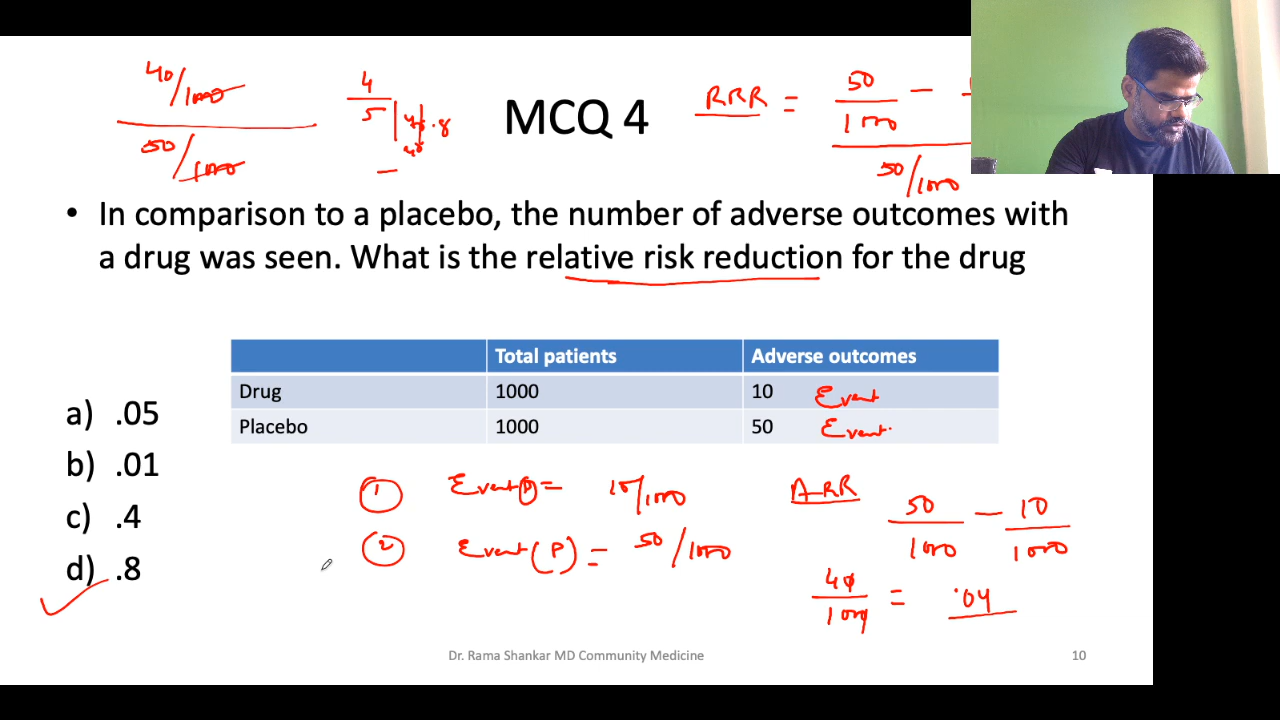 40/1000
50/1000
4
5
.8
MCQ 4
RRR =
50
1000
−
50/1000
• In comparison to a placebo, the number of adverse outcomes with
a drug was seen. What is the relative risk reduction for the drug
Total patients Adverse outcomes
Drug 1000 10 Event
Placebo 1000 50 Event.
a) .05
b) .01
c) .4
d) .8
1 Event = 10/1000
2 Event (P) = 50/1000
ARR
50 − 10
1000 1000
40 = .04
1000
Dr. Rama Shankar MD Community Medicine
10